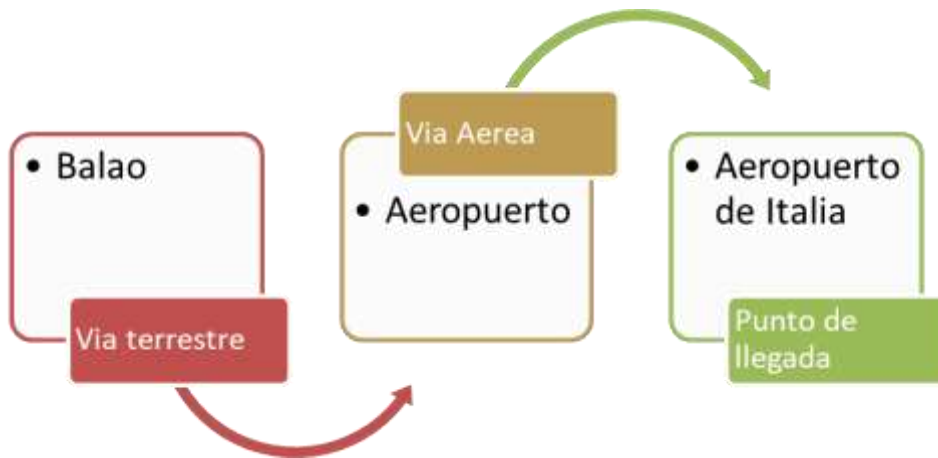 • Balao
Via terrestre
Via Aerea
• Aeropuerto
• Aeropuerto
de Italia
Punto de
llegada